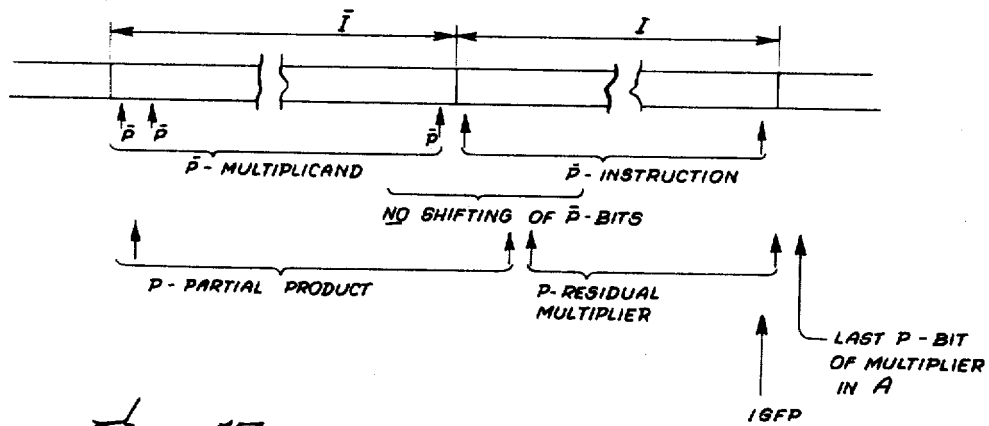 Ī I
p̄ p̄ p̄
p̄ - MULTIPLICAND p̄ - INSTRUCTION
NO SHIFTING OF p̄-BITS
P - PARTIAL PRODUCT P-RESIDUAL
MULTIPLIER
LAST P-BIT
OF MULTIPLIER
IN A
IGFP